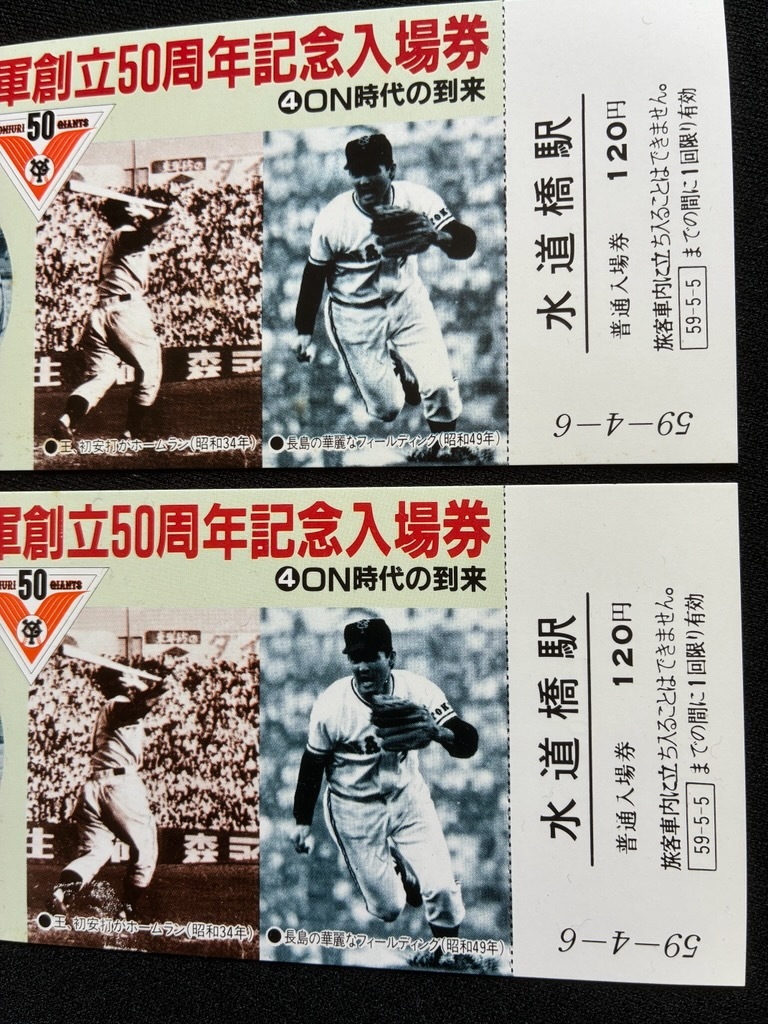 軍創立50周年記念入場券
❹ON時代の到来
50
GIANTS
●王、初安打がホームラン(昭和34年)
●長島の華麗なフィールディング(昭和49年)
水道橋駅
普通入場券 120円
旅客車内に立ち入ることはできません。
59-5-5 までの間に1回限り有効
59-4-6
軍創立50周年記念入場券
❹ON時代の到来
50
GIANTS
●王、初安打がホームラン(昭和34年)
●長島の華麗なフィールディング(昭和49年)
水道橋駅
普通入場券 120円
旅客車内に立ち入ることはできません。
59-5-5 までの間に1回限り有効
59-4-6